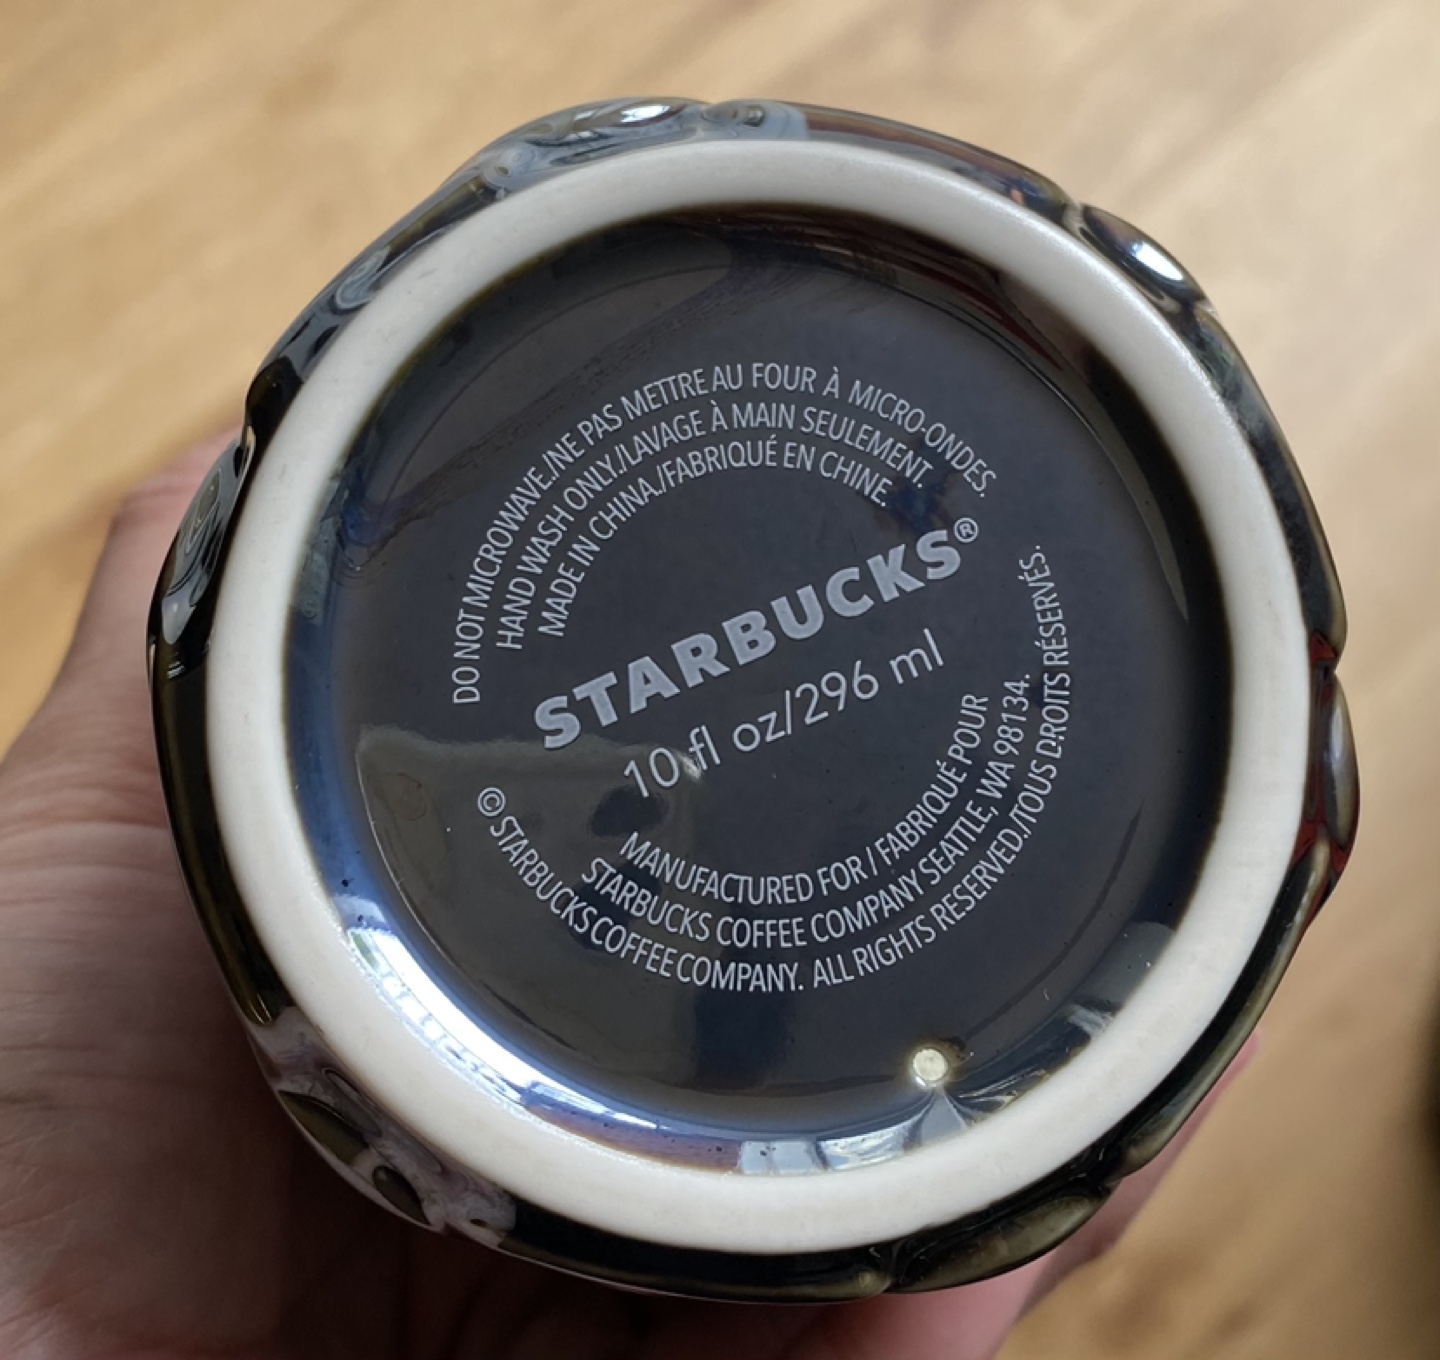 DO NOT MICROWAVE./NE PAS METTRE AU FOUR À MICRO-ONDES.
HAND WASH ONLY./LAVAGE À MAIN SEULEMENT.
MADE IN CHINA./FABRIQUÉ EN CHINE.
STARBUCKS®
10 fl oz/296 ml
MANUFACTURED FOR / FABRIQUÉ POUR
STARBUCKS COFFEE COMPANY SEATTLE, WA 98134.
© STARBUCKS COFFEE COMPANY. ALL RIGHTS RESERVED./TOUS DROITS RÉSERVÉS.